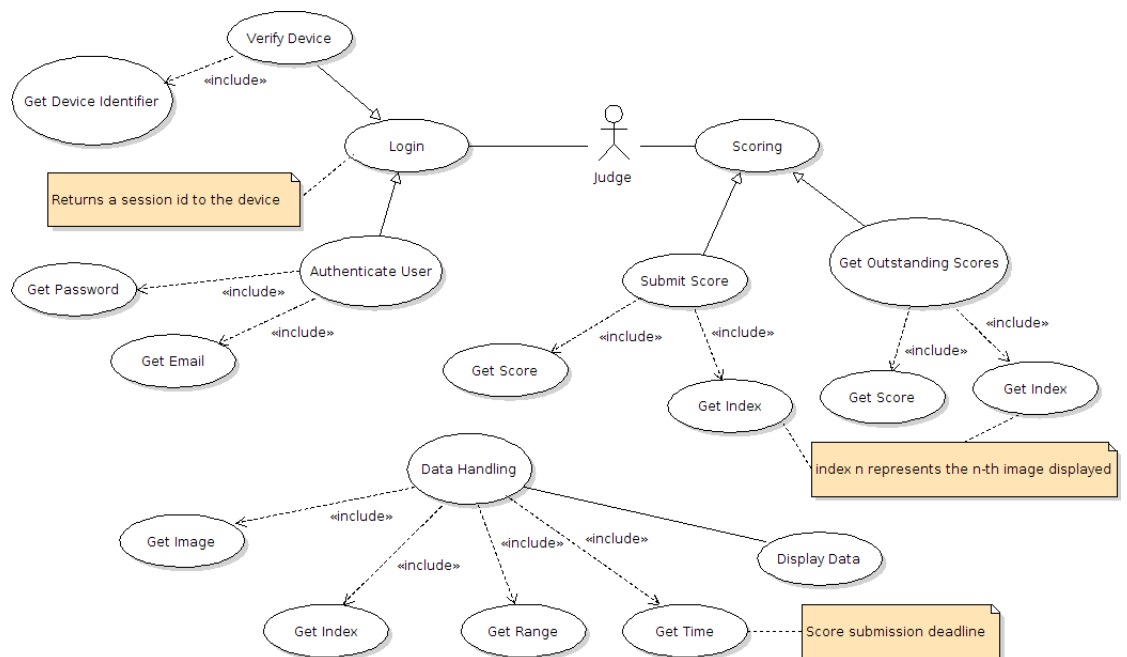 Verify Device
«include»
Get Device Identifier
Login
Judge
Scoring
Returns a session id to the device
Authenticate User
Get Password
«include»
«include»
Get Email
Submit Score
Get Outstanding Scores
«include»
«include»
«include»
«include»
Get Score
Get Index
Get Score
Get Index
Data Handling
index n represents the n-th image displayed
«include»
«include»
«include»
«include»
Get Image
Display Data
Get Index
Get Range
Get Time
Score submission deadline